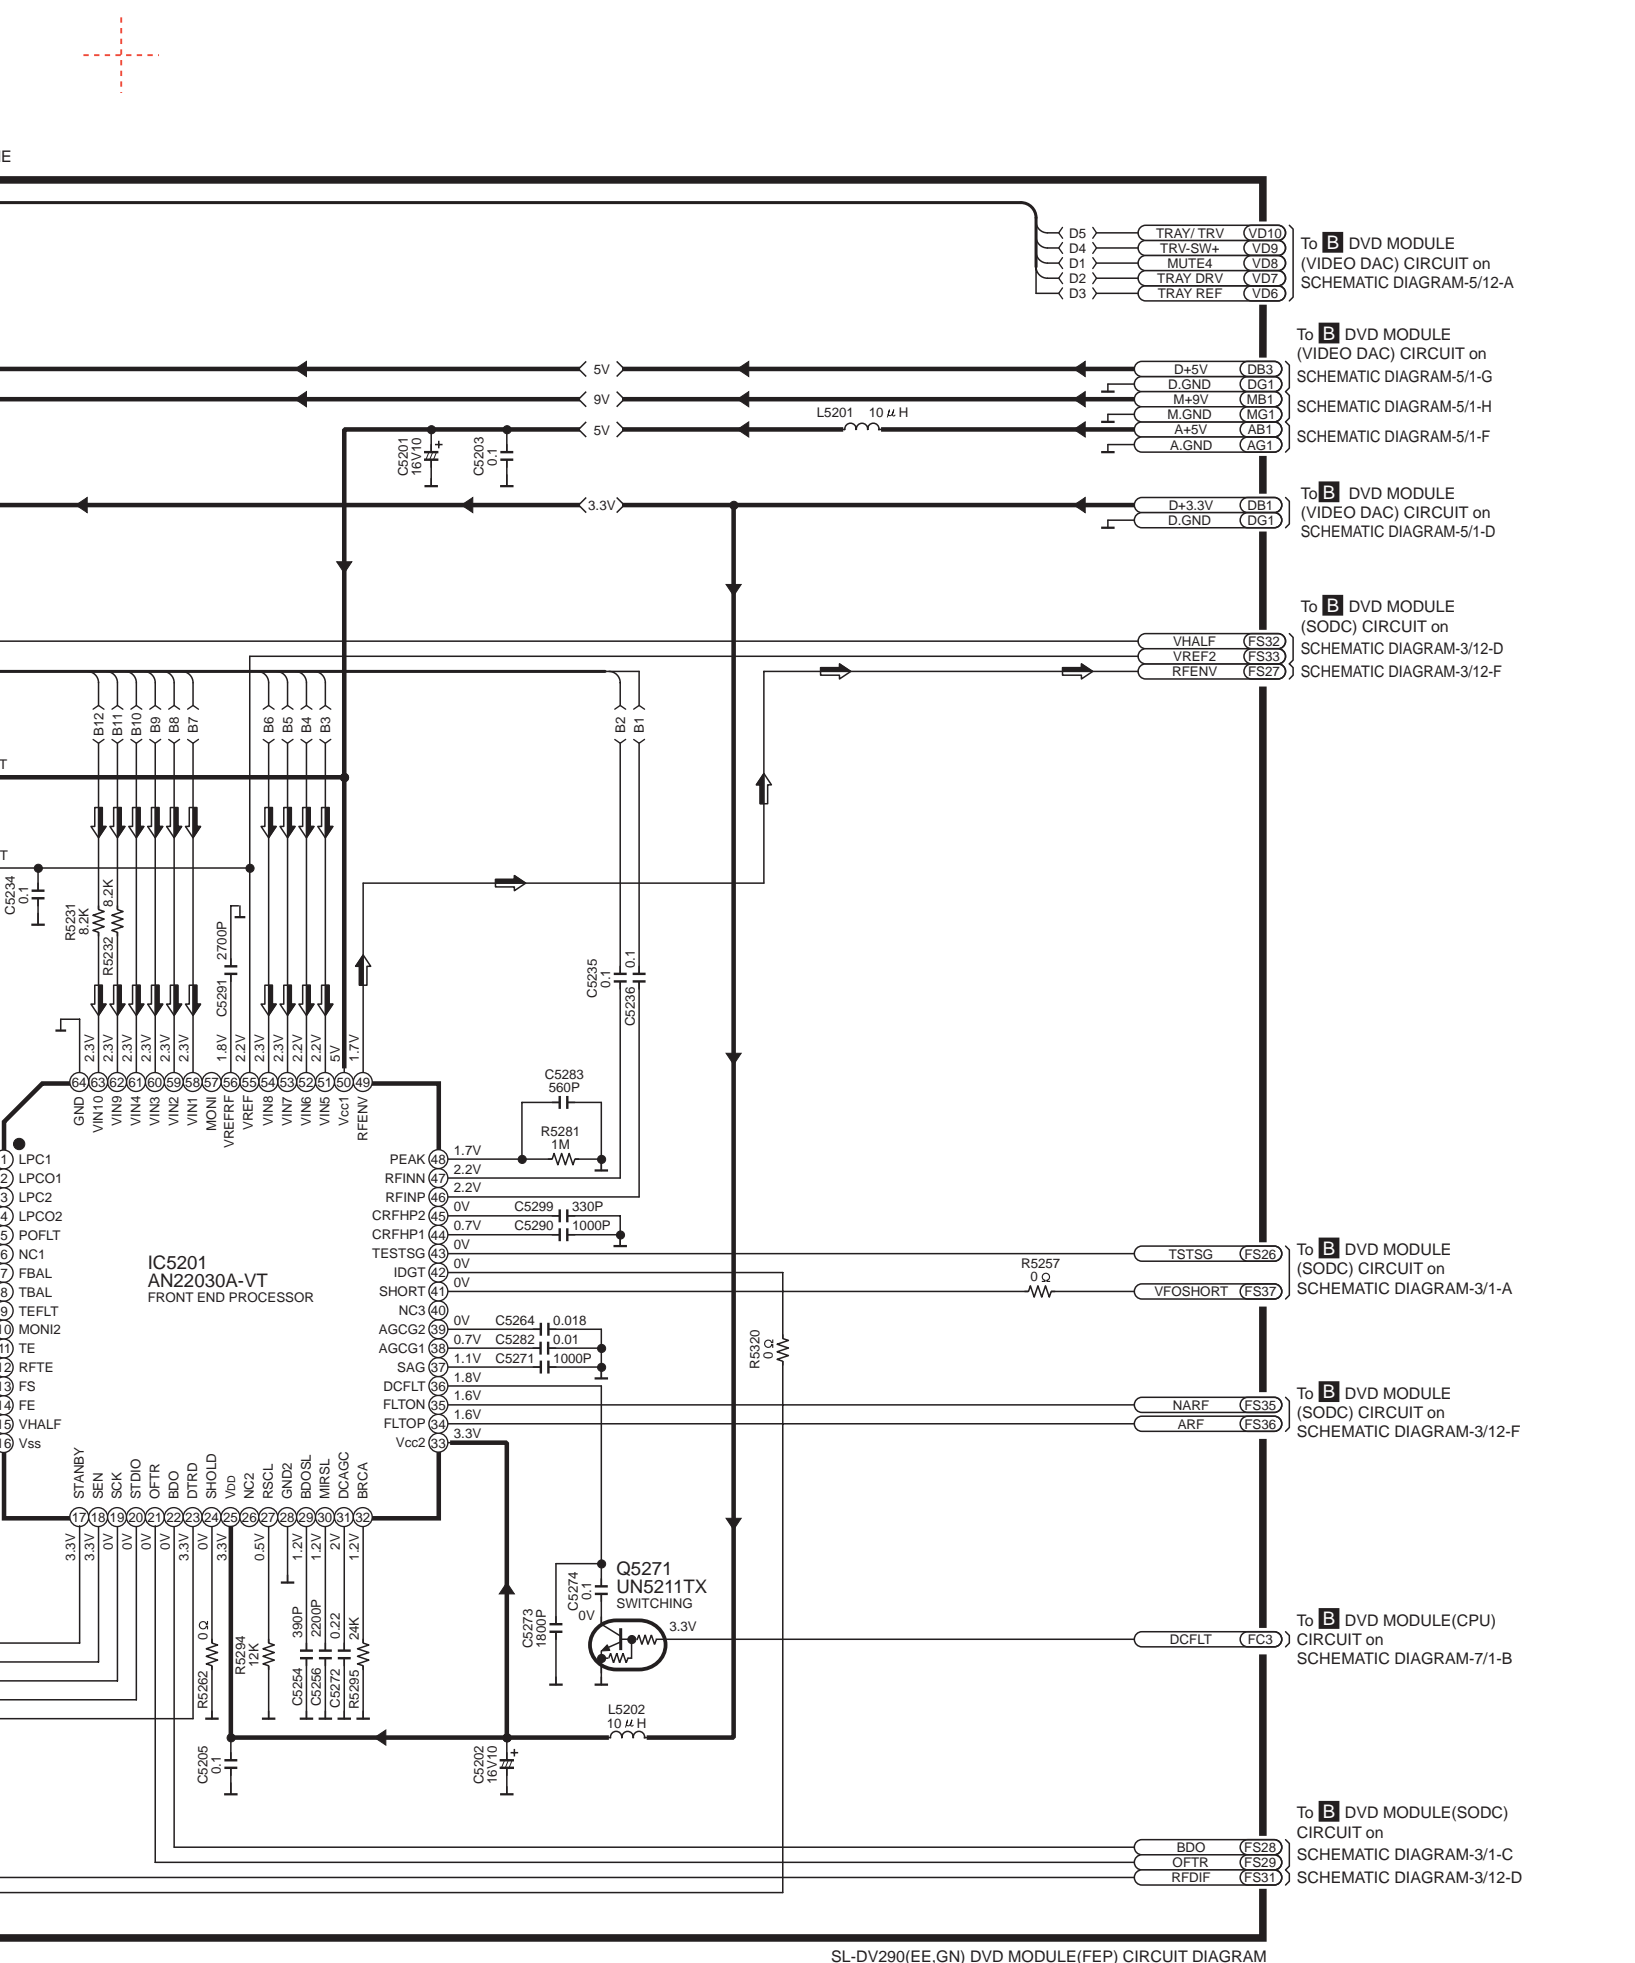 E
D5 TRAY/ TRV VD10
D4 TRV-SW+ VD9
D1 MUTE4 VD8
D2 TRAY DRV VD7
D3 TRAY REF VD6
To B DVD MODULE
(VIDEO DAC) CIRCUIT on
SCHEMATIC DIAGRAM-5/12-A
To B DVD MODULE
(VIDEO DAC) CIRCUIT on
5V D+5V DB3
SCHEMATIC DIAGRAM-5/1-G
D.GND DG1
9V M+9V MB1
SCHEMATIC DIAGRAM-5/1-H
M.GND MG1
L5201 10 μ H
5V A+5V AB1
SCHEMATIC DIAGRAM-5/1-F
A.GND AG1
C5201
16V10
+
C5203
0.1
To B DVD MODULE
(VIDEO DAC) CIRCUIT on
SCHEMATIC DIAGRAM-5/1-D
3.3V D+3.3V DB1
D.GND DG1
To B DVD MODULE
(SODC) CIRCUIT on
SCHEMATIC DIAGRAM-3/12-D
SCHEMATIC DIAGRAM-3/12-F
VHALF FS32
VREF2 FS33
RFENV FS27
B12 B11 B10 B9 B8 B7 B6 B5 B4 B3 B2 B1
T
T
C5234
0.1
R5231
8.2K
R5232 8.2K
C5291 2700P
C5235
0.1
C5236 0.1
2.3V 2.3V 2.3V 2.3V 2.3V 2.3V 1.8V 2.2V 2.3V 2.3V 2.2V 2.2V 5V 1.7V
64 63 62 61 60 59 58 57 56 55 54 53 52 51 50 49
GND VIN10 VIN9 VIN4 VIN3 VIN2 VIN1 MONI VREFRF VREF VIN8 VIN7 VIN6 VIN5 Vcc1 RFENV
C5283
560P
R5281
1M
1 LPC1
2 LPCO1
3 LPC2
4 LPCO2
5 POFLT
6 NC1
7 FBAL
8 TBAL
9 TEFLT
10 MONI2
11 TE
12 RFTE
13 FS
14 FE
15 VHALF
16 Vss
IC5201
AN22030A-VT
FRONT END PROCESSOR
PEAK 48 1.7V
RFINN 47 2.2V
RFINP 46 2.2V
CRFHP2 45 0V C5299 330P
CRFHP1 44 0.7V C5290 1000P
TESTSG 43 0V
IDGT 42 0V
SHORT 41 0V
NC3 40
AGCG2 39 0V C5264 0.018
AGCG1 38 0.7V C5282 0.01
SAG 37 1.1V C5271 1000P
DCFLT 36 1.8V
FLTON 35 1.6V
FLTOP 34 1.6V
Vcc2 33 3.3V
R5257
0 Ω
R5320
0 Ω
TSTSG FS26
VFOSHORT FS37
To B DVD MODULE
(SODC) CIRCUIT on
SCHEMATIC DIAGRAM-3/1-A
NARF FS35
ARF FS36
To B DVD MODULE
(SODC) CIRCUIT on
SCHEMATIC DIAGRAM-3/12-F
STANBY SEN SCK STDIO OFTR BDO DTRD SHOLD VDD NC2 RSCL GND2 BDOSL MIRSL DCAGC BRCA
17 18 19 20 21 22 23 24 25 26 27 28 29 30 31 32
3.3V 3.3V 0V 0V 0V 0V 3.3V 0V 3.3V 0.5V 1.2V 1.2V 2V 1.2V
R5262 0 Ω
R5294
12K
C5254 390P
C5256 2200P
C5272 0.22
R5295 24K
C5273
1800P
C5274
0.1
Q5271
UN5211TX
SWITCHING
0V
3.3V
DCFLT FC3
To B DVD MODULE(CPU)
CIRCUIT on
SCHEMATIC DIAGRAM-7/1-B
L5202
10 μ H
C5205
0.1
C5202
16V10
+
To B DVD MODULE(SODC)
CIRCUIT on
SCHEMATIC DIAGRAM-3/1-C
SCHEMATIC DIAGRAM-3/12-D
BDO FS28
OFTR FS29
RFDIF FS31
SL-DV290(EE,GN) DVD MODULE(FEP) CIRCUIT DIAGRAM